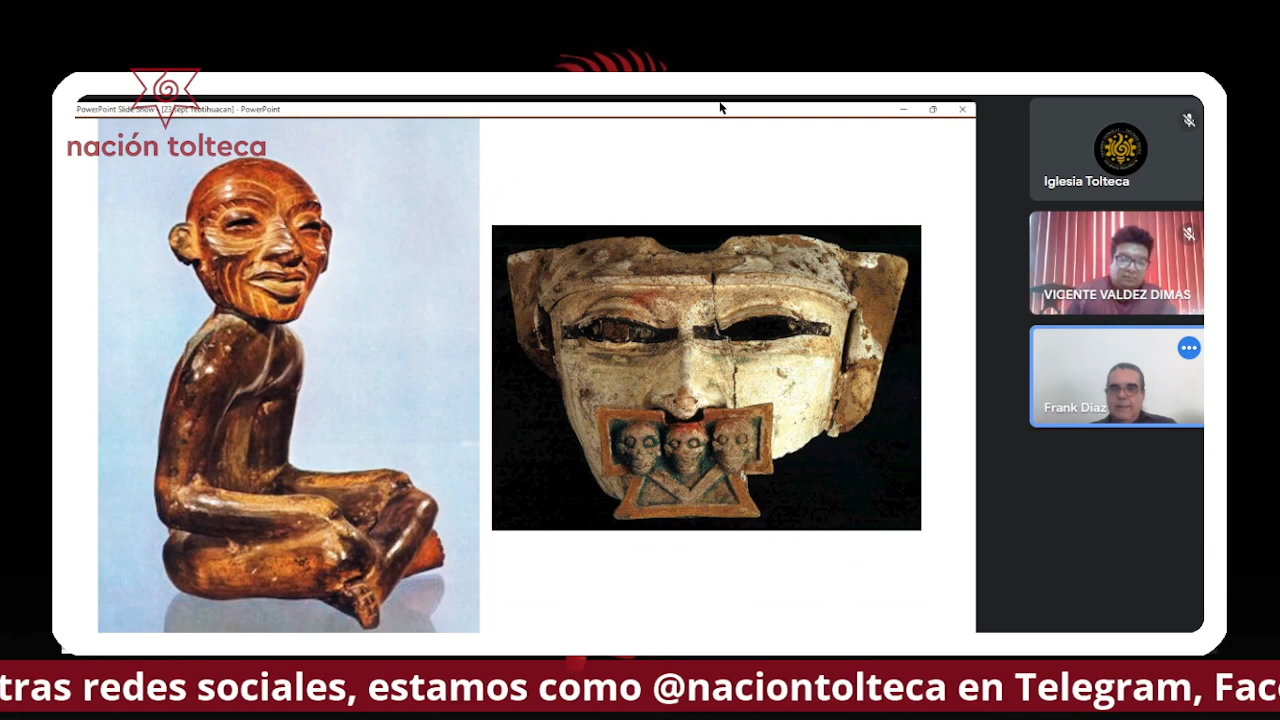 PowerPoint Slide Show - [23 sept Teotihuacan] - PowerPoint
nación tolteca
Iglesia Tolteca
VICENTE VALDEZ DIMAS
Frank Diaz
tras redes sociales, estamos como @naciontolteca en Telegram, Fac